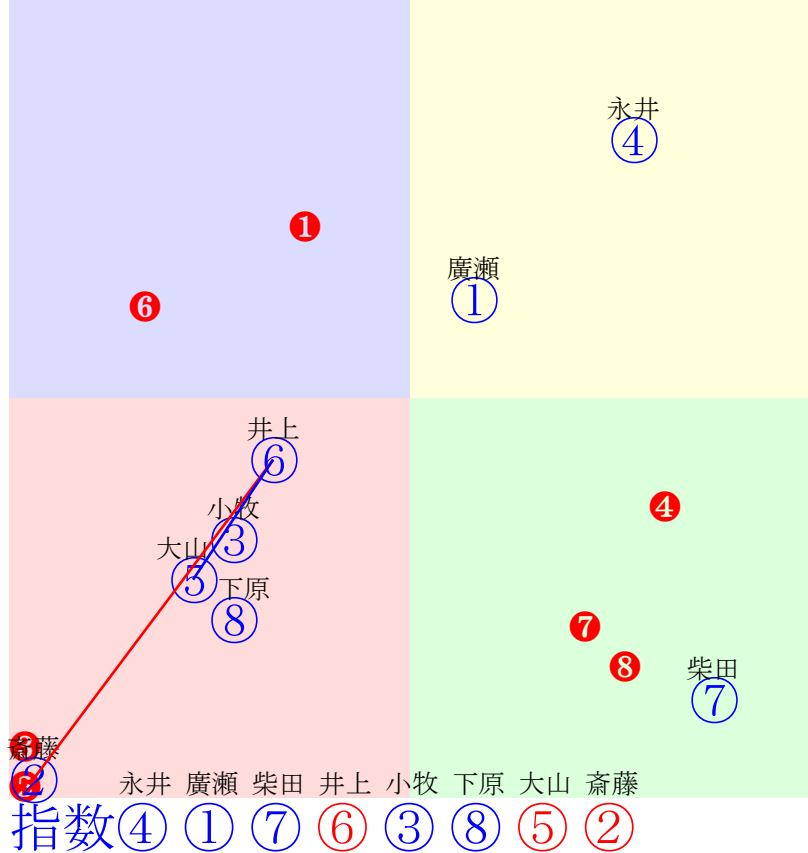 永井
④
❶
廣瀬
①
❻
井上
⑥
小牧
❹
③
大山
⑤
下原
⑧
❼
❽
柴田
⑦
斎藤
②
❷
永井 廣瀬 柴田 井上 小牧 下原 大山 斎藤
指数④①⑦⑥③⑧⑤②